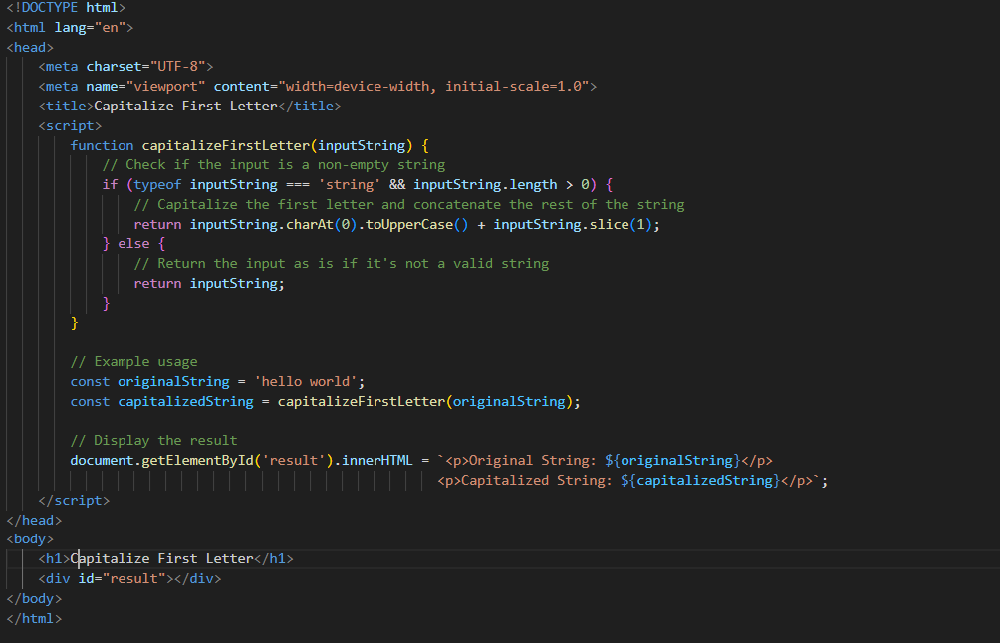 <!DOCTYPE html>
<html lang="en">
<head>
    <meta charset="UTF-8">
    <meta name="viewport" content="width=device-width, initial-scale=1.0">
    <title>Capitalize First Letter</title>
    <script>
        function capitalizeFirstLetter(inputString) {
            // Check if the input is a non-empty string
            if (typeof inputString === 'string' && inputString.length > 0) {
                // Capitalize the first letter and concatenate the rest of the string
                return inputString.charAt(0).toUpperCase() + inputString.slice(1);
            } else {
                // Return the input as is if it's not a valid string
                return inputString;
            }
        }

        // Example usage
        const originalString = 'hello world';
        const capitalizedString = capitalizeFirstLetter(originalString);

        // Display the result
        document.getElementById('result').innerHTML = `<p>Original String: ${originalString}</p>
                                                      <p>Capitalized String: ${capitalizedString}</p>`;
    </script>
</head>
<body>
    <h1>Capitalize First Letter</h1>
    <div id="result"></div>
</body>
</html>